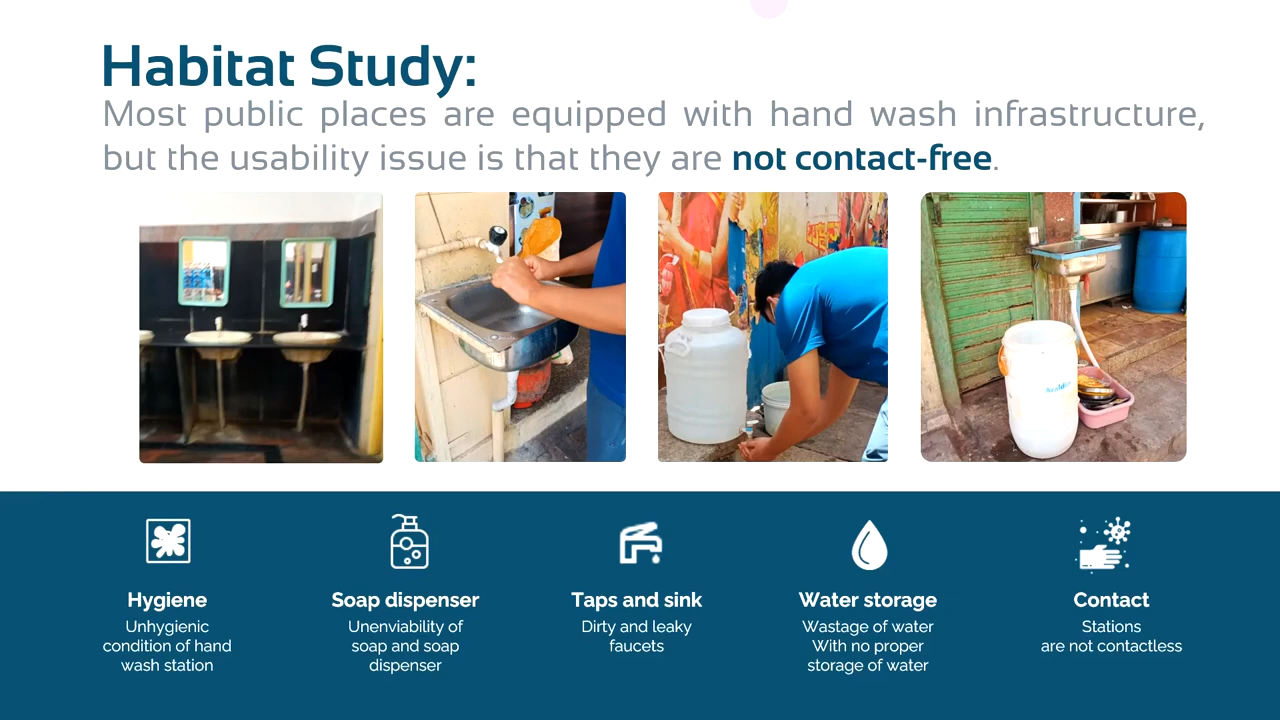 Habitat Study:
Most public places are equipped with hand wash infrastructure,
but the usability issue is that they are not contact-free.
Hygiene
Unhygienic
condition of hand
wash station
Soap dispenser
Unenviability of
soap and soap
dispenser
Taps and sink
Dirty and leaky
faucets
Water storage
Wastage of water
With no proper
storage of water
Contact
Stations
are not contactless